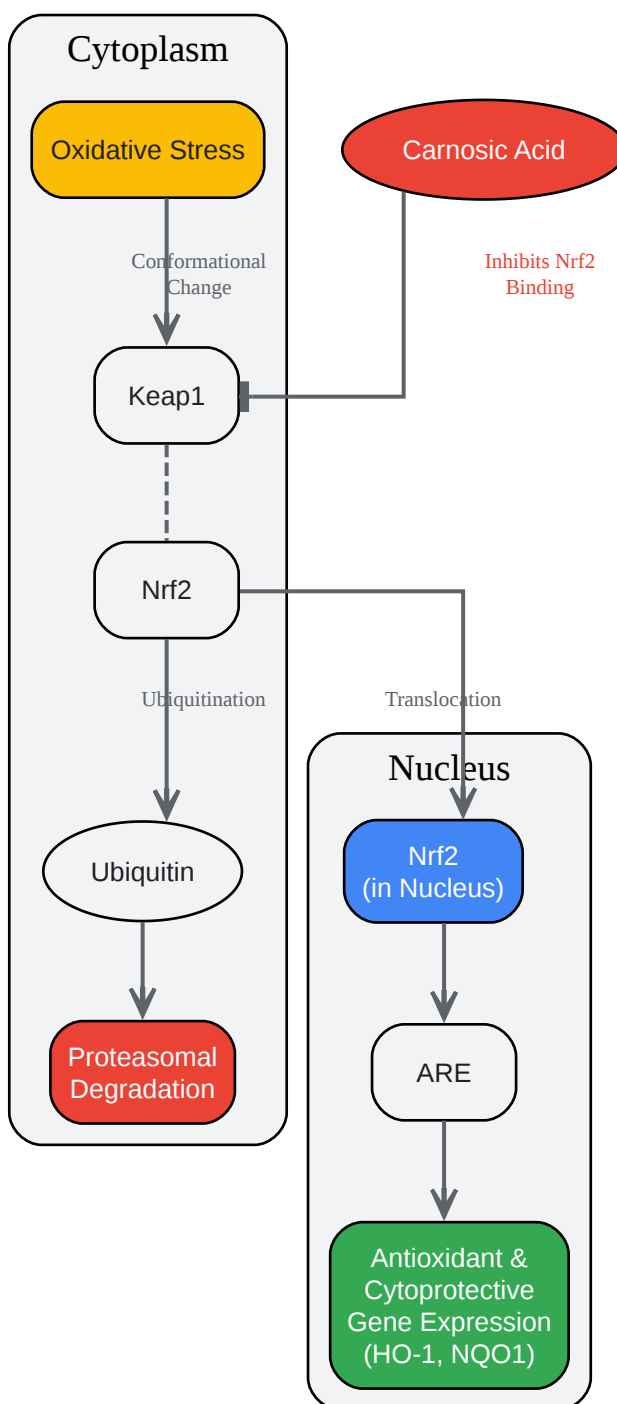 Cytoplasm
Oxidative Stress
Carnosic Acid
Conformational
Change
Inhibits Nrf2
Binding
Keap1
Nrf2
Ubiquitination
Translocation
Nucleus
Ubiquitin
Nrf2
(in Nucleus)
Proteasomal
Degradation
ARE
Antioxidant &
Cytoprotective
Gene Expression
(HO-1, NQO1)